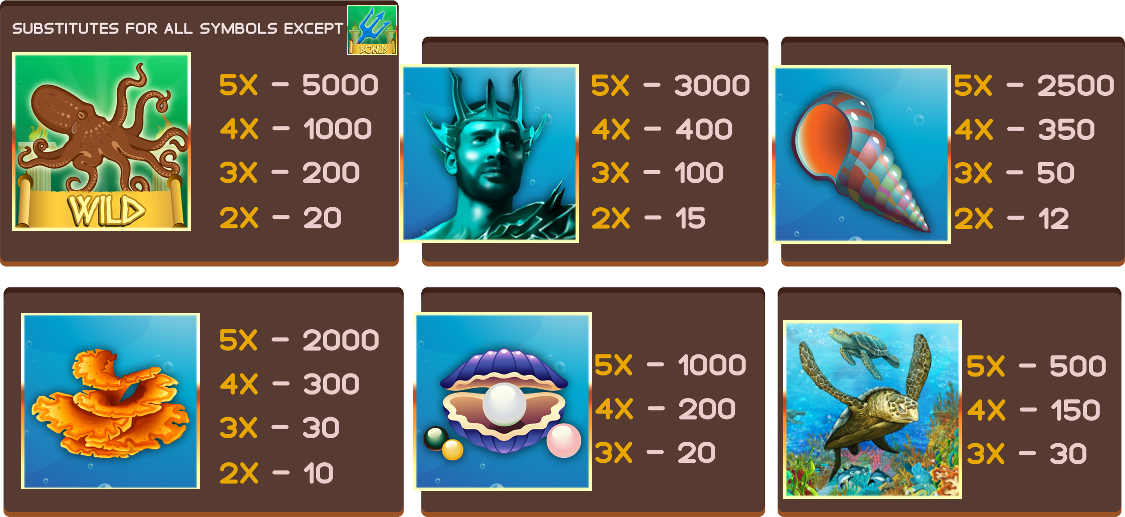 SUBSTITUTES FOR ALL SYMBOLS EXCEPT
BONUS
WILD
5X – 5000
4X – 1000
3X – 200
2X – 20
5X – 3000
4X – 400
3X – 100
2X – 15
5X – 2500
4X – 350
3X – 50
2X – 12
5X – 2000
4X – 300
3X – 30
2X – 10
5X – 1000
4X – 200
3X – 20
5X – 500
4X – 150
3X – 30